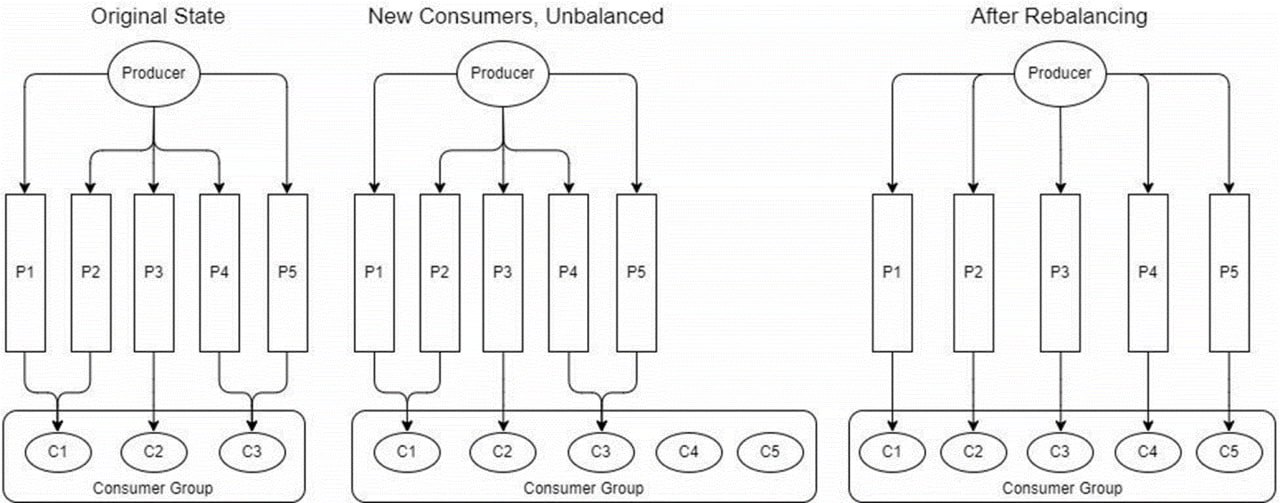 Original State
Producer
P1
P2
P3
P4
P5
C1
C2
C3
Consumer Group
New Consumers, Unbalanced
Producer
P1
P2
P3
P4
P5
C1
C2
C3
C4
C5
Consumer Group
After Rebalancing
Producer
P1
P2
P3
P4
P5
C1
C2
C3
C4
C5
Consumer Group